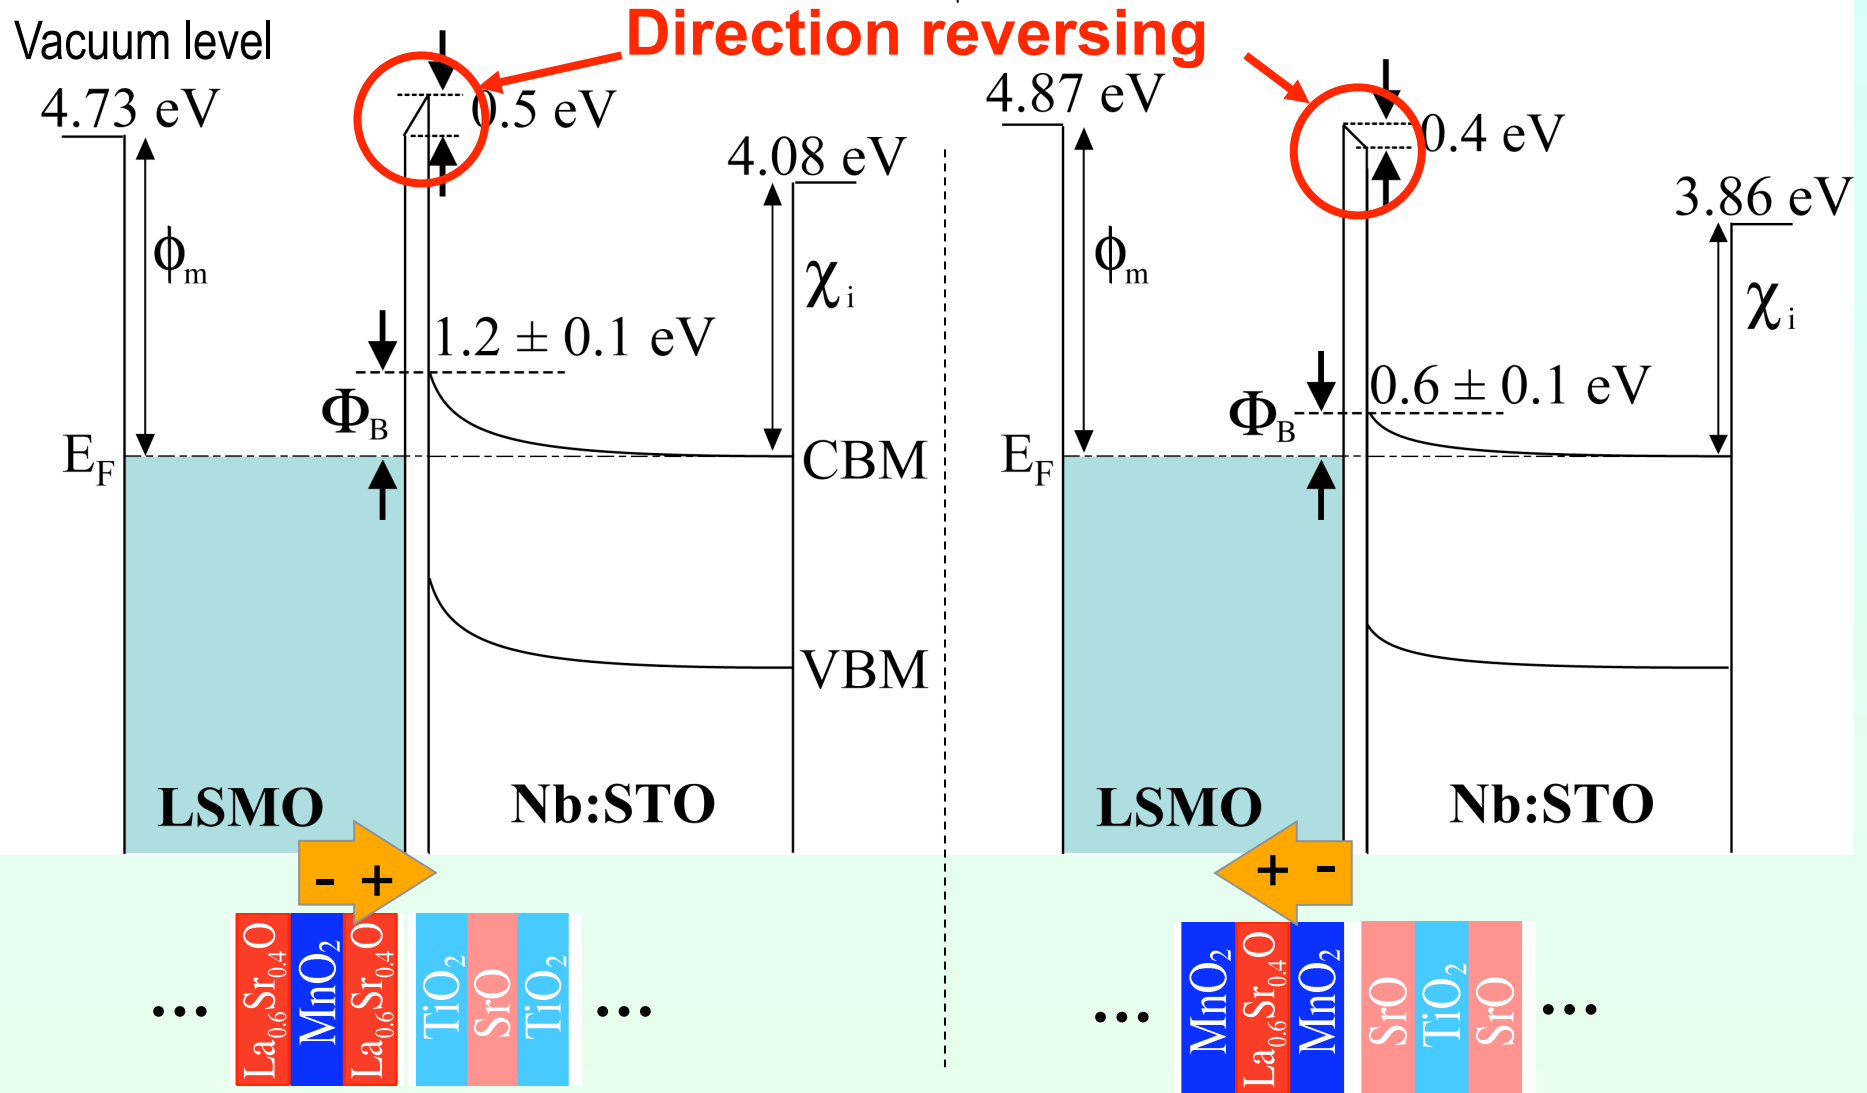 Direction reversing
Vacuum level
4.73 eV
0.5 eV
4.08 eV
ϕm
χi
1.2 ± 0.1 eV
ΦB
EF
CBM
VBM
LSMO
Nb:STO
- +
...
La0.6Sr0.4O
MnO2
La0.6Sr0.4O
TiO2
SrO
TiO2
...
4.87 eV
0.4 eV
3.86 eV
ϕm
χi
0.6 ± 0.1 eV
ΦB
EF
LSMO
Nb:STO
+ -
...
MnO2
La0.6Sr0.4O
MnO2
SrO
TiO2
SrO
...